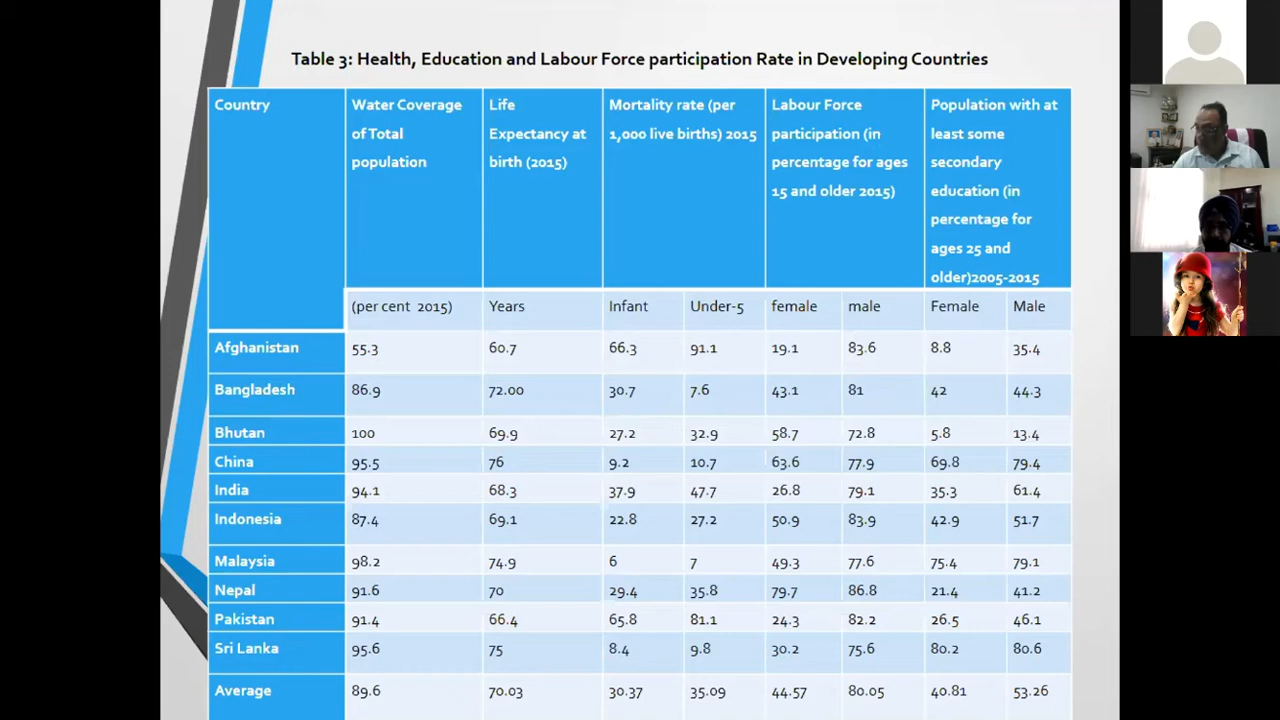 Table 3: Health, Education and Labour Force participation Rate in Developing Countries
Country
Water Coverage
of Total
population
Life
Expectancy at
birth (2015)
Mortality rate (per
1,000 live births) 2015
Labour Force
participation (in
percentage for ages
15 and older 2015)
Population with at
least some
secondary
education (in
percentage for
ages 25 and
older)2005-2015
(per cent 2015) Years Infant Under-5 female male Female Male
Afghanistan 55.3 60.7 66.3 91.1 19.1 83.6 8.8 35.4
Bangladesh 86.9 72.00 30.7 7.6 43.1 81 42 44.3
Bhutan 100 69.9 27.2 32.9 58.7 72.8 5.8 13.4
China 95.5 76 9.2 10.7 63.6 77.9 69.8 79.4
India 94.1 68.3 37.9 47.7 26.8 79.1 35.3 61.4
Indonesia 87.4 69.1 22.8 27.2 50.9 83.9 42.9 51.7
Malaysia 98.2 74.9 6 7 49.3 77.6 75.4 79.1
Nepal 91.6 70 29.4 35.8 79.7 86.8 21.4 41.2
Pakistan 91.4 66.4 65.8 81.1 24.3 82.2 26.5 46.1
Sri Lanka 95.6 75 8.4 9.8 30.2 75.6 80.2 80.6
Average 89.6 70.03 30.37 35.09 44.57 80.05 40.81 53.26